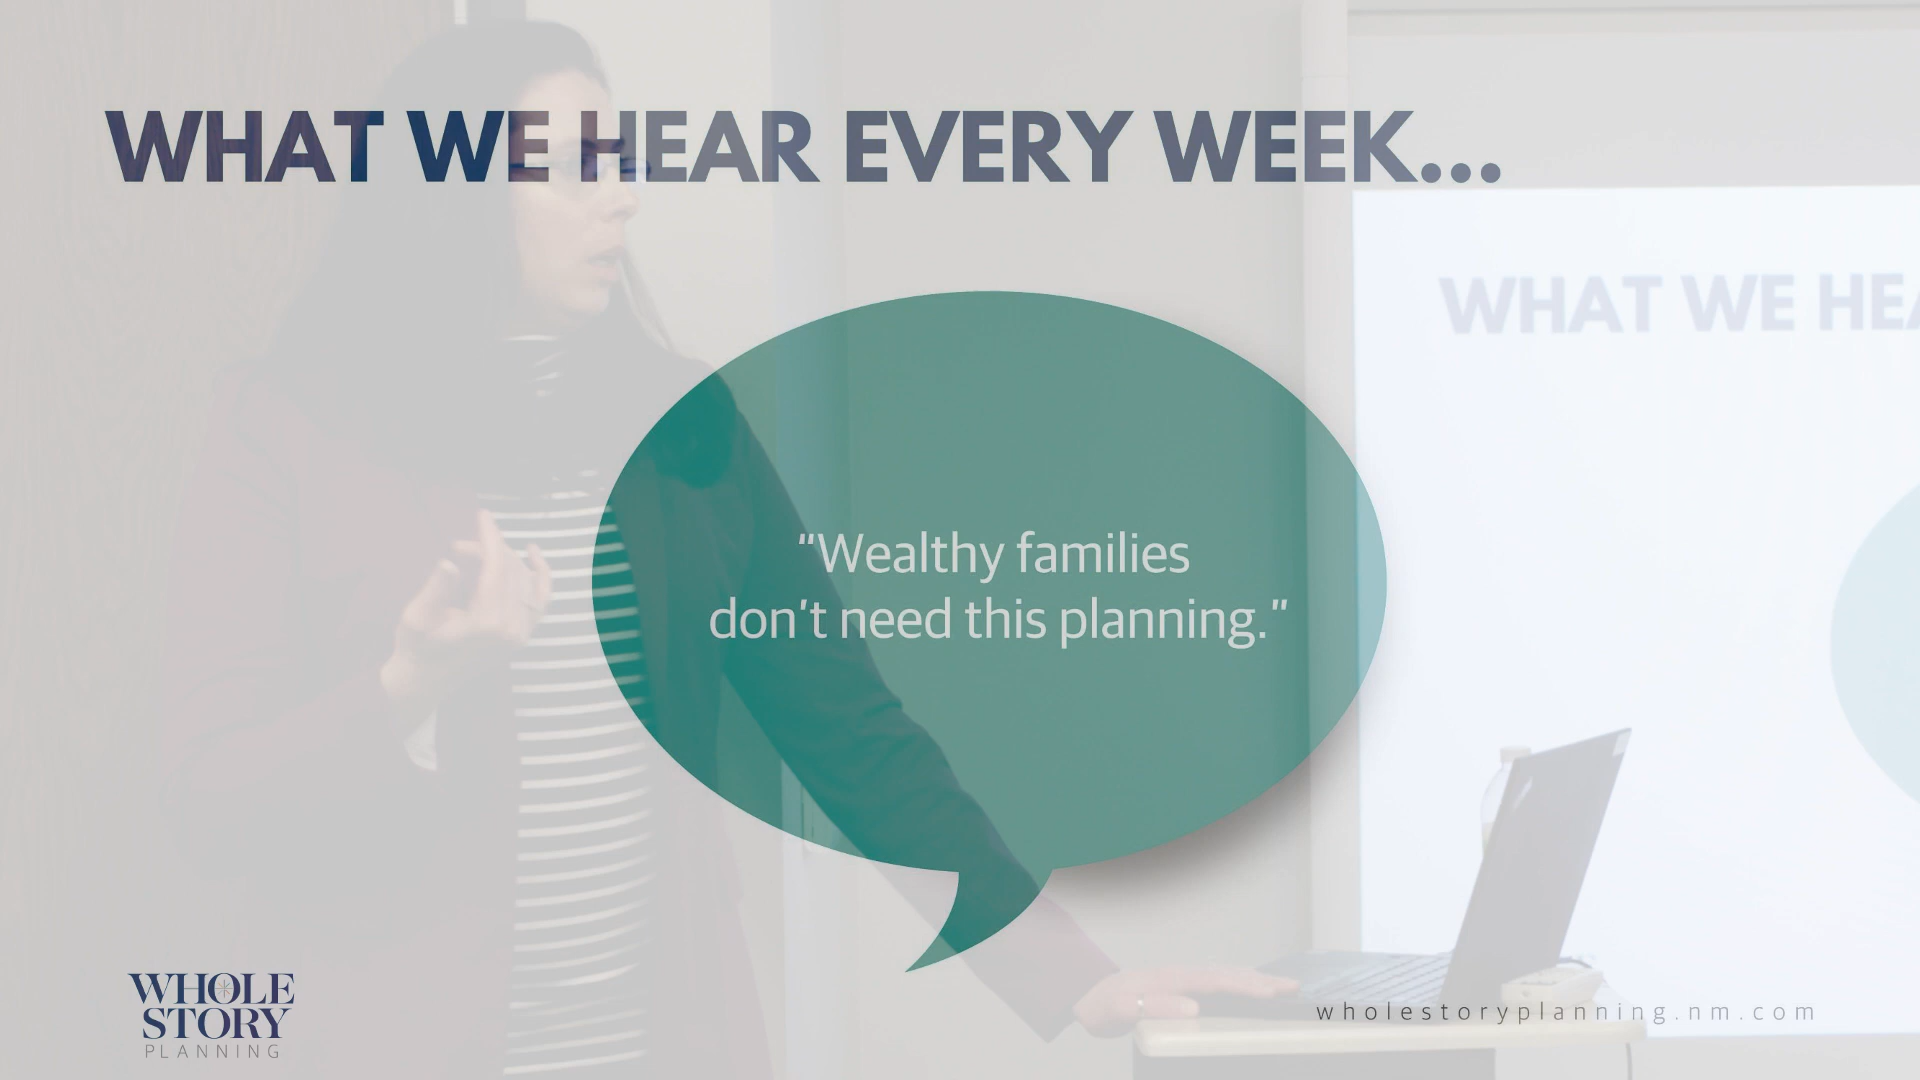 WHAT WE HEAR EVERY WEEK...
WHAT WE HEA
“Wealthy families
don’t need this planning.”
WHOLE
STORY
PLANNING
wholestoryplanning.nm.com